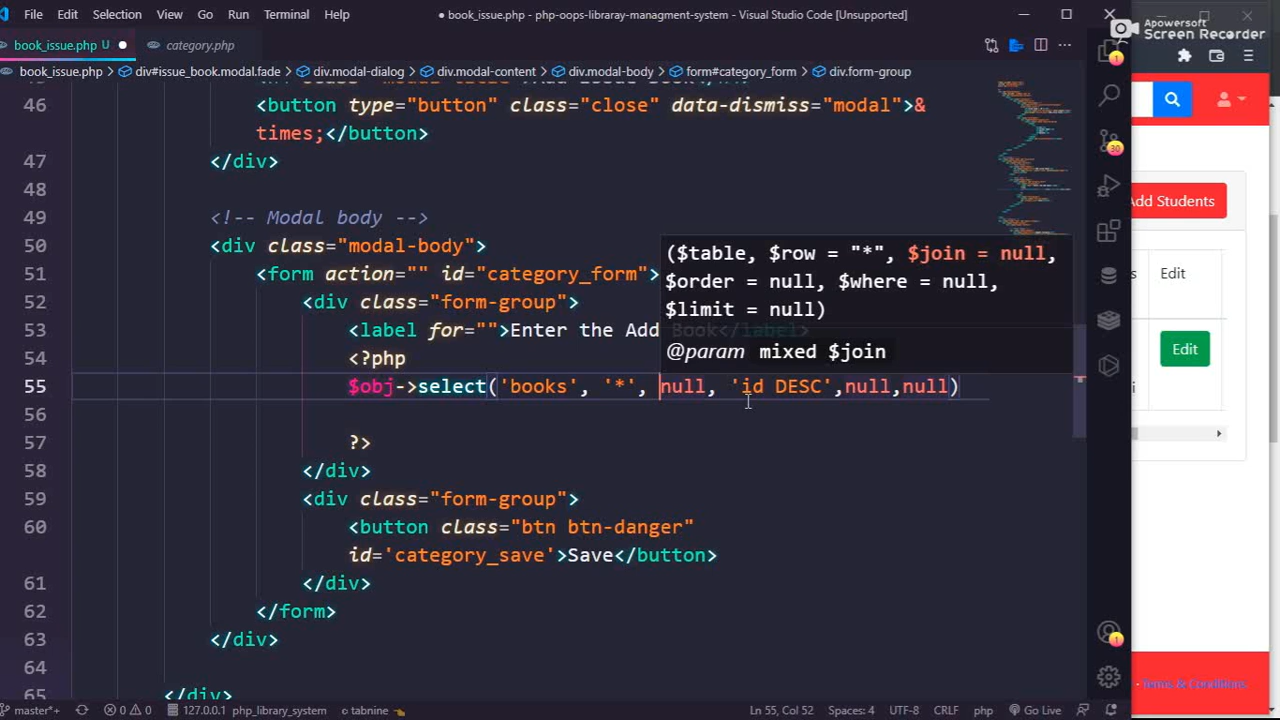 File Edit Selection View Go Run Terminal Help
● book_issue.php - php-oops-libraray-managment-system - Visual Studio Code [Unsupported]
Apowersoft
Screen Recorder
book_issue.php U ●
category.php
book_issue.php > div#issue_book.modal.fade > div.modal-dialog > div.modal-content > div.modal-body > form#category_form > div.form-group
46 <button type="button" class="close" data-dismiss="modal">&
times;</button>
47 </div>
48
49 <!-- Modal body -->
50 <div class="modal-body">
51 <form action="" id="category_form">
52 <div class="form-group">
53 <label for="">Enter the Add Book</label>
54 <?php
55 $obj->select('books', '*', null, 'id DESC',null,null)
56
57 ?>
58 </div>
59 <div class="form-group">
60 <button class="btn btn-danger"
id='category_save'>Save</button>
61 </div>
62 </form>
63 </div>
64
65 </div>
($table, $row = "*", $join = null,
$order = null, $where = null,
$limit = null)
@param mixed $join
1
30
1
Add Students
Edit
Edit
Terms & Conditions
master*+ 0 0 127.0.0.1 php_library_system tabnine Ln 55, Col 52 Spaces: 4 UTF-8 CRLF php Go Live